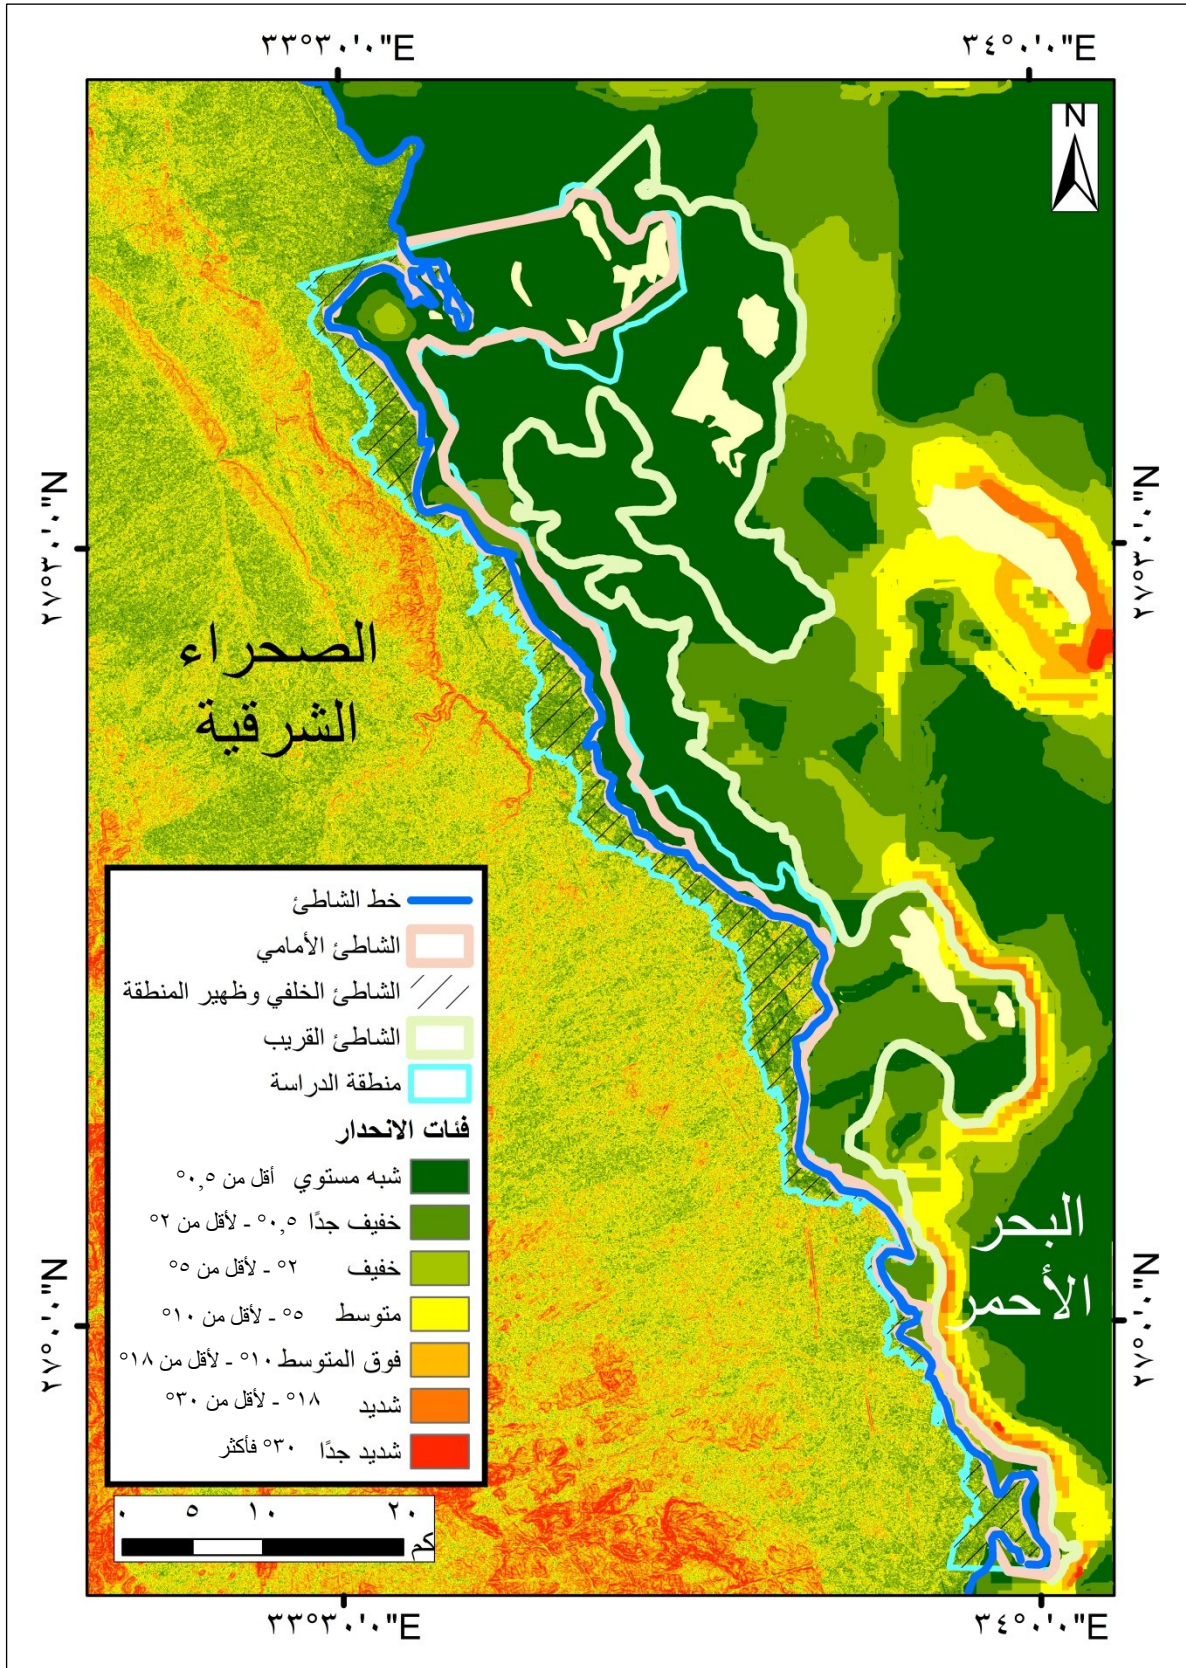 ٣٣°٣٠'٠"E
٣٤°٠'٠"E
N
٢٧°٣٠'٠"N
٢٧°٣٠'٠"N
الصحراء
الشرقية
خط الشاطئ
الشاطئ الأمامي
الشاطئ الخلفي وظهير المنطقة
الشاطئ القريب
منطقة الدراسة
فئات الانحدار
شبه مستوي أقل من ٠,٥°
خفيف جدًا ٠,٥° - لأقل من ٢°
خفيف ٢° - لأقل من ٥°
متوسط ٥° - لأقل من ١٠°
فوق المتوسط ١٠° - لأقل من ١٨°
شديد ١٨° - لأقل من ٣٠°
شديد جدًا ٣٠° فأكثر
البحر
الأحمر
٢٧°٠'٠"N
٢٧°٠'٠"N
٠ 5 ١٠ ٢٠
كم
٣٣°٣٠'٠"E
٣٤°٠'٠"E